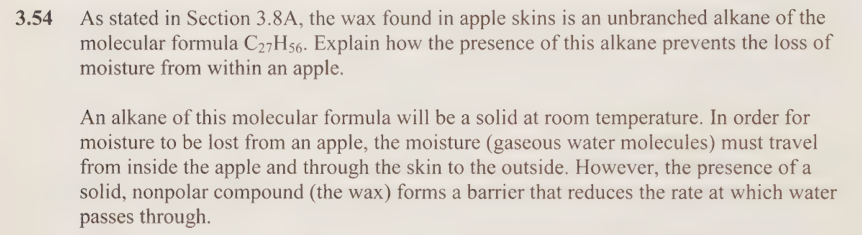 3.54 As stated in Section 3.8A, the wax found in apple skins is an unbranched alkane of the
molecular formula C₂₇H₅₆. Explain how the presence of this alkane prevents the loss of
moisture from within an apple.
An alkane of this molecular formula will be a solid at room temperature. In order for
moisture to be lost from an apple, the moisture (gaseous water molecules) must travel
from inside the apple and through the skin to the outside. However, the presence of a
solid, nonpolar compound (the wax) forms a barrier that reduces the rate at which water
passes through.